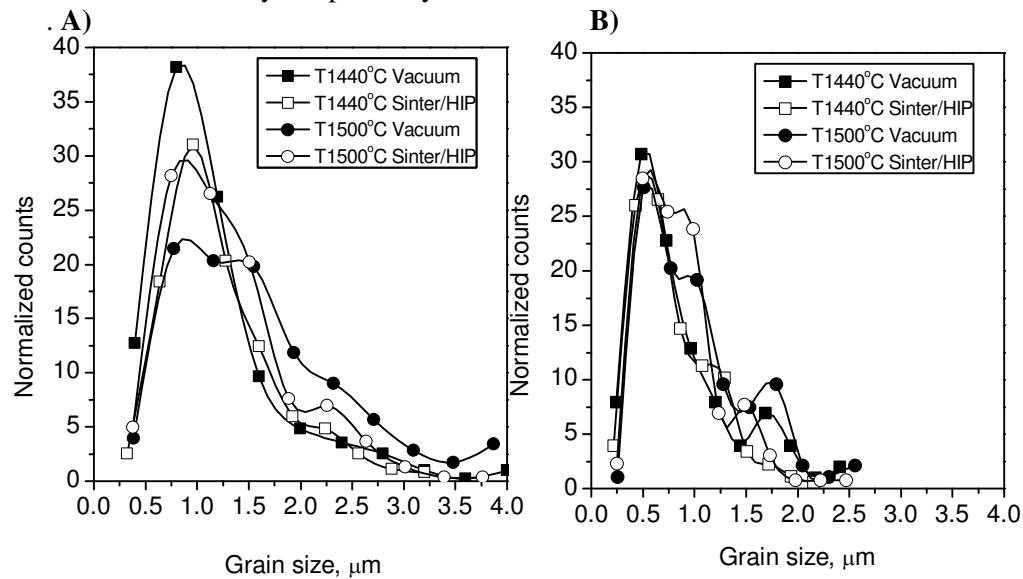 . A)
B)
40
35
30
25
20
15
10
5
0
Normalized counts
T1440°C Vacuum
T1440°C Sinter/HIP
T1500°C Vacuum
T1500°C Sinter/HIP
0.0 0.5 1.0 1.5 2.0 2.5 3.0 3.5 4.0
Grain size, μm
40
35
30
25
20
15
10
5
0
Normalized counts
T1440°C Vacuum
T1440°C Sinter/HIP
T1500°C Vacuum
T1500°C Sinter/HIP
0.0 0.5 1.0 1.5 2.0 2.5 3.0 3.5 4.0
Grain size, μm